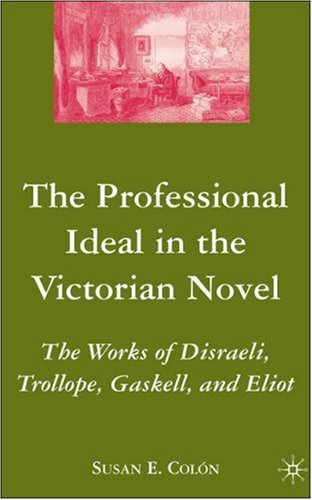 The Professional
Ideal in the
Victorian Novel
The Works of Disraeli,
Trollope, Gaskell, and Eliot
Susan E. Colón